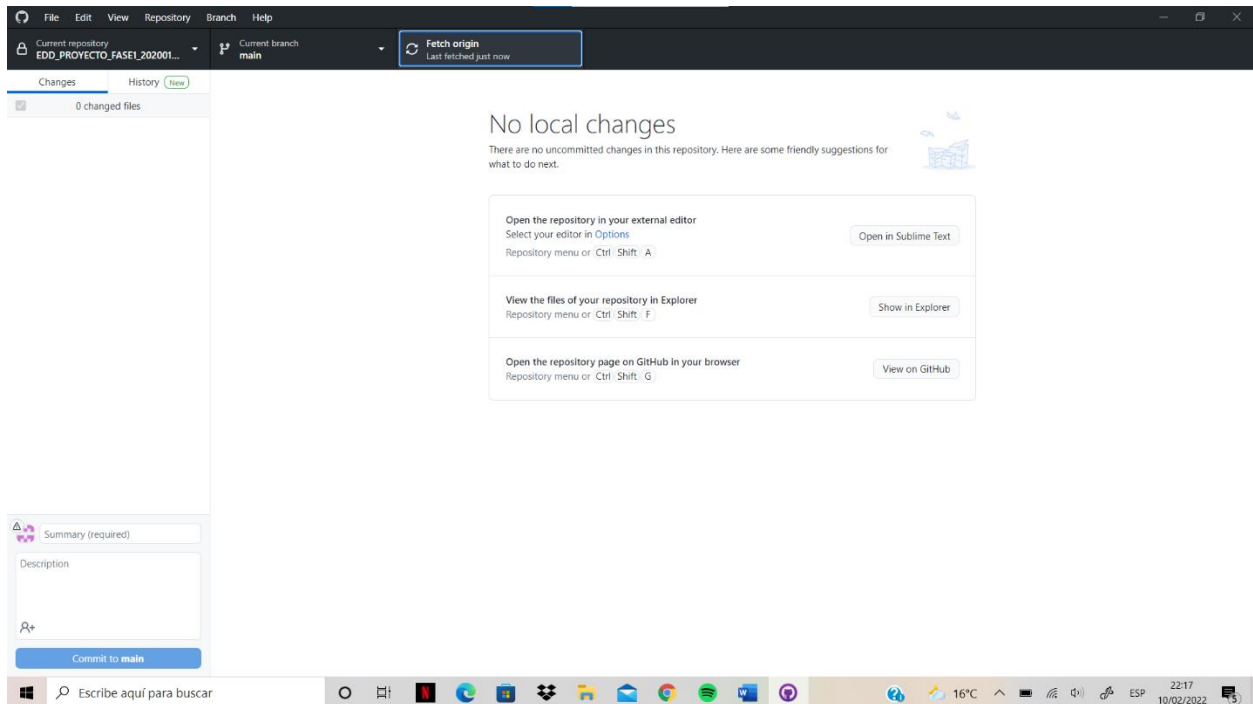 File Edit View Repository Branch Help
Current repository
EDD_PROYECTO_FASE1_202001...
Current branch
main
Fetch origin
Last fetched just now
Changes
History New
0 changed files
No local changes
There are no uncommitted changes in this repository. Here are some friendly suggestions for
what to do next.
Open the repository in your external editor
Select your editor in Options
Repository menu or Ctrl Shift A
Open in Sublime Text
View the files of your repository in Explorer
Repository menu or Ctrl Shift F
Show in Explorer
Open the repository page on GitHub in your browser
Repository menu or Ctrl Shift G
View on GitHub
Summary (required)
Description
Commit to main
Escribe aquí para buscar
16°C
ESP
22:17
10/02/2022
5